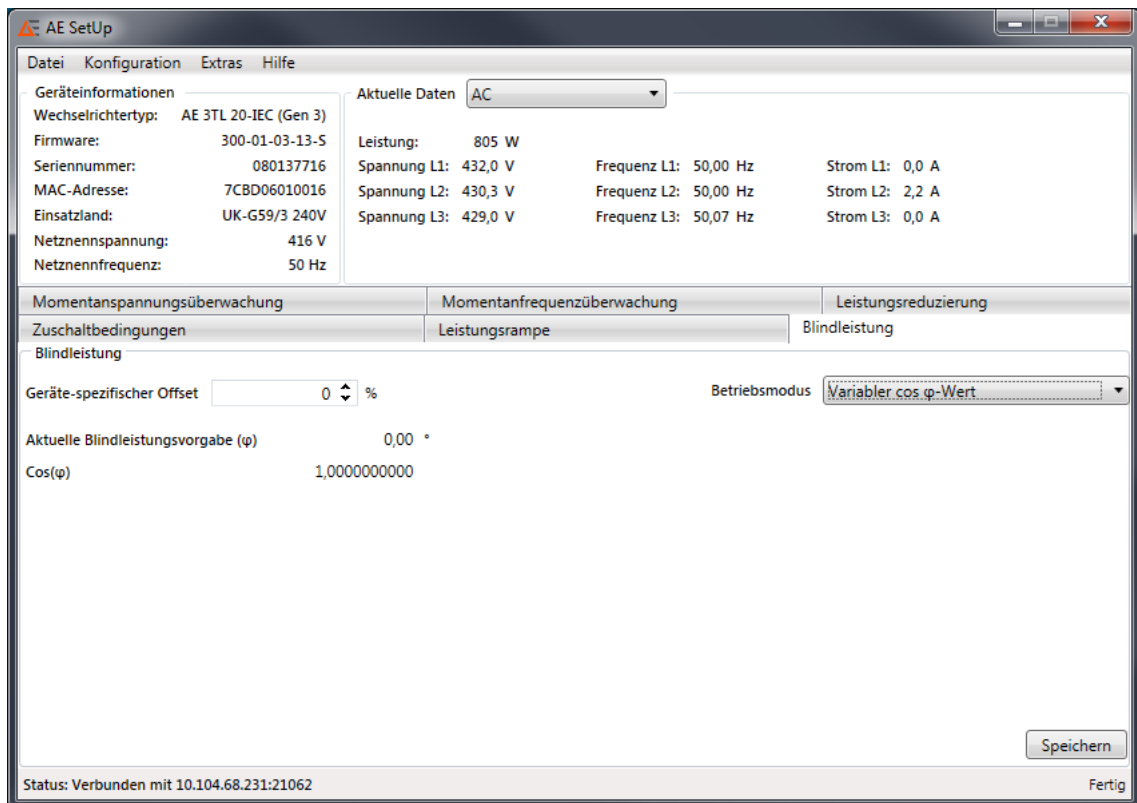 AE SetUp
Datei Konfiguration Extras Hilfe
Geräteinformationen
Wechselrichtertyp: AE 3TL 20-IEC (Gen 3)
Firmware: 300-01-03-13-S
Seriennummer: 080137716
MAC-Adresse: 7CBD06010016
Einsatzland: UK-G59/3 240V
Netznennspannung: 416 V
Netznennfrequenz: 50 Hz
Aktuelle Daten AC
Leistung: 805 W
Spannung L1: 432,0 V Frequenz L1: 50,00 Hz Strom L1: 0,0 A
Spannung L2: 430,3 V Frequenz L2: 50,00 Hz Strom L2: 2,2 A
Spannung L3: 429,0 V Frequenz L3: 50,07 Hz Strom L3: 0,0 A
Momentanspannungsüberwachung Momentanfrequenzüberwachung Leistungsreduzierung
Zuschaltbedingungen Leistungsrampe Blindleistung
Blindleistung
Geräte-spezifischer Offset 0 % Betriebsmodus Variabler cos φ-Wert
Aktuelle Blindleistungsvorgabe (φ) 0,00 °
Cos(φ) 1,0000000000
Speichern
Status: Verbunden mit 10.104.68.231:21062 Fertig